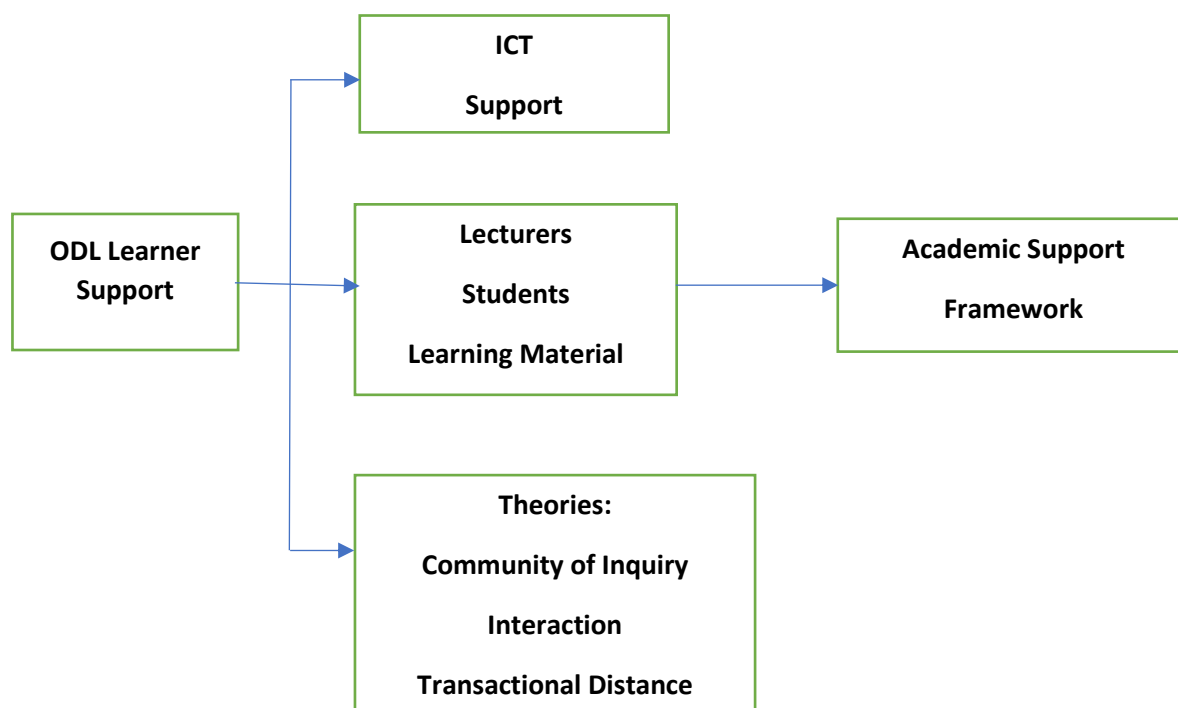 ICT
Support
ODL Learner
Support
Lecturers
Students
Learning Material
Academic Support
Framework
Theories:
Community of Inquiry
Interaction
Transactional Distance